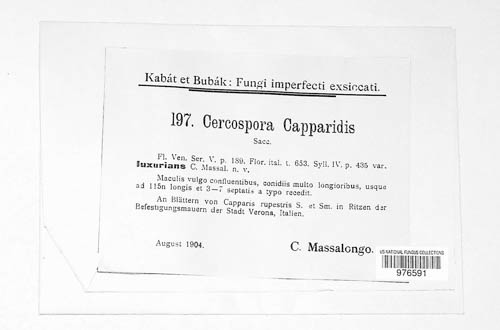 Kabát et Bubák: Fungi imperfecti exsiccati.
197. Cercospora Capparidis
Sacc.
Fl. Ven. Ser. V. p. 189. Flor. ital. t. 653. Syll. IV. p. 435 var.
luxurians C. Massal. n. v.
Maculis vulgo confluentibus, conidiis multo longioribus, usque
ad 115n longis et 3—7 septatis a typo recedit.
An Blättern von Capparis rupestris S. et Sm. in Ritzen der
Befestigungsmauern der Stadt Verona, Italien.
August 1904.
C. Massalongo.
US NATIONAL FUNGUS COLLECTIONS
976591